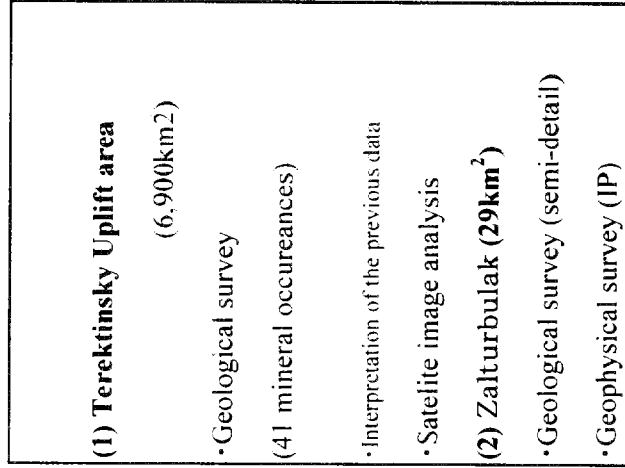 (1) Terektinsky Uplift area
(6,900km2)
・Geological survey
(41 mineral occureances)
・Interpretation of the previous data
・Satelite image analysis
(2) Zalturbulak (29km²)
・Geological survey (semi-detail)
・Geophysical survey (IP)